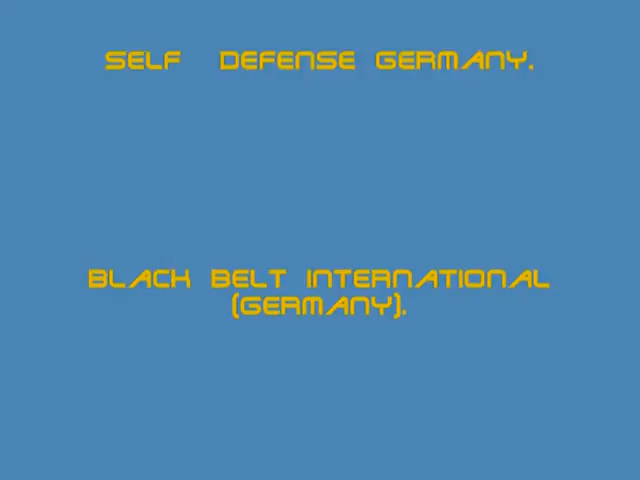 SELF DEFENSE GERMANY.
BLACK BELT INTERNATIONAL
(GERMANY).